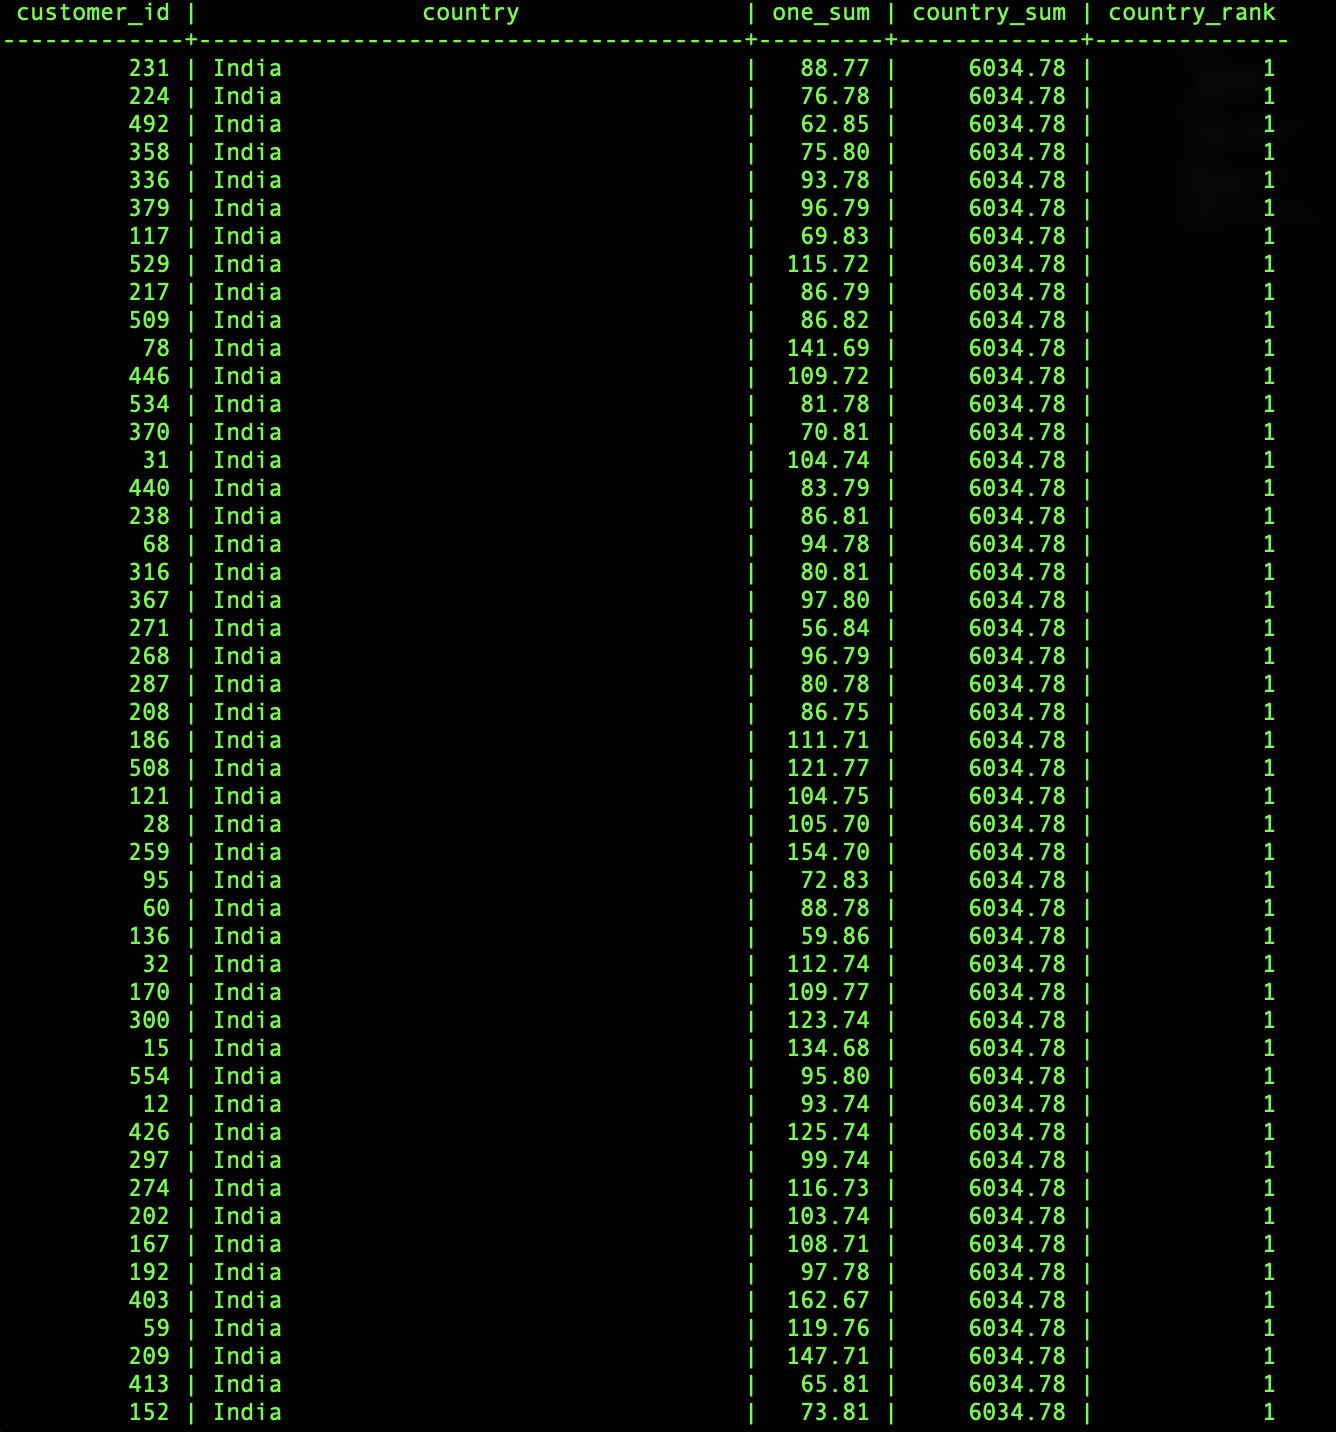 customer_id | country | one_sum | country_sum | country_rank
-------------+---------------------------------------+---------+-------------+--------------
231 | India | 88.77 | 6034.78 | 1
224 | India | 76.78 | 6034.78 | 1
492 | India | 62.85 | 6034.78 | 1
358 | India | 75.80 | 6034.78 | 1
336 | India | 93.78 | 6034.78 | 1
379 | India | 96.79 | 6034.78 | 1
117 | India | 69.83 | 6034.78 | 1
529 | India | 115.72 | 6034.78 | 1
217 | India | 86.79 | 6034.78 | 1
509 | India | 86.82 | 6034.78 | 1
78 | India | 141.69 | 6034.78 | 1
446 | India | 109.72 | 6034.78 | 1
534 | India | 81.78 | 6034.78 | 1
370 | India | 70.81 | 6034.78 | 1
31 | India | 104.74 | 6034.78 | 1
440 | India | 83.79 | 6034.78 | 1
238 | India | 86.81 | 6034.78 | 1
68 | India | 94.78 | 6034.78 | 1
316 | India | 80.81 | 6034.78 | 1
367 | India | 97.80 | 6034.78 | 1
271 | India | 56.84 | 6034.78 | 1
268 | India | 96.79 | 6034.78 | 1
287 | India | 80.78 | 6034.78 | 1
208 | India | 86.75 | 6034.78 | 1
186 | India | 111.71 | 6034.78 | 1
508 | India | 121.77 | 6034.78 | 1
121 | India | 104.75 | 6034.78 | 1
28 | India | 105.70 | 6034.78 | 1
259 | India | 154.70 | 6034.78 | 1
95 | India | 72.83 | 6034.78 | 1
60 | India | 88.78 | 6034.78 | 1
136 | India | 59.86 | 6034.78 | 1
32 | India | 112.74 | 6034.78 | 1
170 | India | 109.77 | 6034.78 | 1
300 | India | 123.74 | 6034.78 | 1
15 | India | 134.68 | 6034.78 | 1
554 | India | 95.80 | 6034.78 | 1
12 | India | 93.74 | 6034.78 | 1
426 | India | 125.74 | 6034.78 | 1
297 | India | 99.74 | 6034.78 | 1
274 | India | 116.73 | 6034.78 | 1
202 | India | 103.74 | 6034.78 | 1
167 | India | 108.71 | 6034.78 | 1
192 | India | 97.78 | 6034.78 | 1
403 | India | 162.67 | 6034.78 | 1
59 | India | 119.76 | 6034.78 | 1
209 | India | 147.71 | 6034.78 | 1
413 | India | 65.81 | 6034.78 | 1
152 | India | 73.81 | 6034.78 | 1